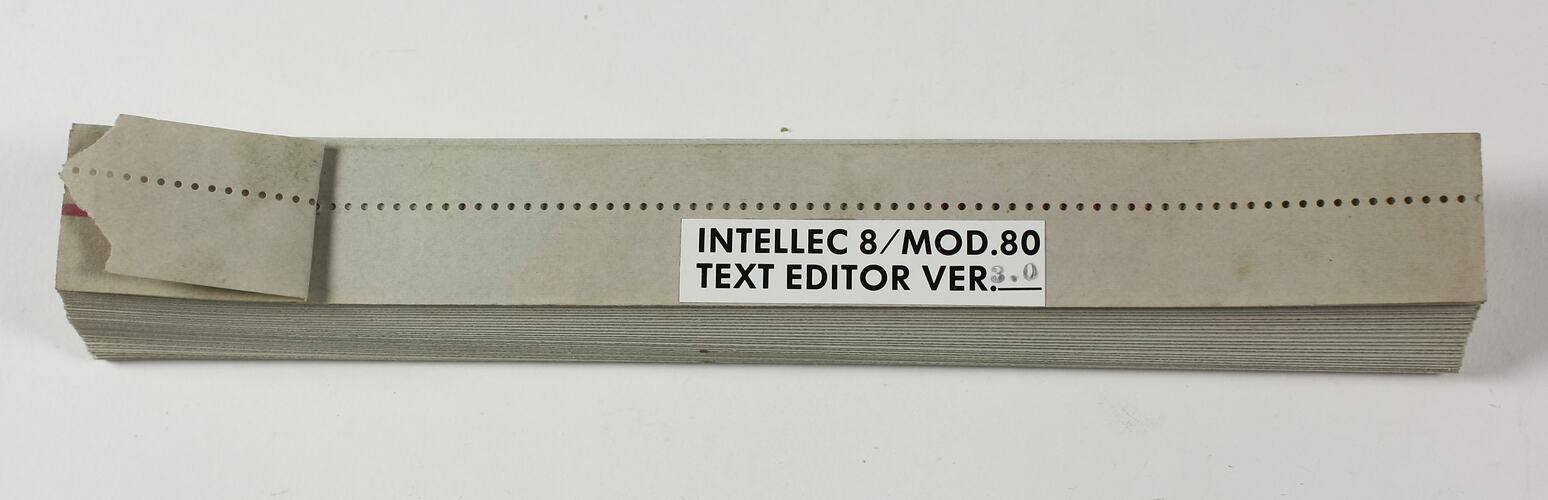 INTELLEC 8/MOD.80
TEXT EDITOR VER.3.0